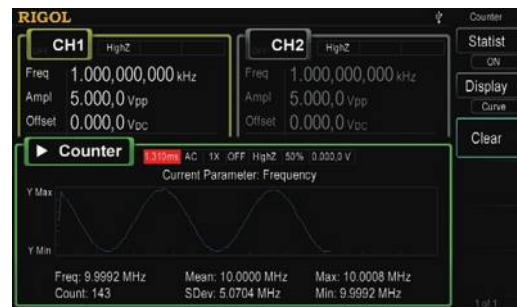 RIGOL
Counter
CH1 HighZ
Freq 1.000,000,000 kHz
Ampl 5.000,0 Vpp
Offset 0.000,0 VDC
CH2 HighZ
Freq 1.000,000,000 kHz
Ampl 5.000,0 Vpp
Offset 0.000,0 VDC
Statist
ON
Display
Curve
Clear
Counter 1.310ms AC 1X OFF HighZ 50% 0.000,0 V
Current Parameter: Frequency
Y Max
Y Min
Freq: 9.9992 MHz Mean: 10.0000 MHz Max: 10.0008 MHz
Count: 143 SDev: 5.0704 MHz Min: 9.9992 MHz
1 of 1